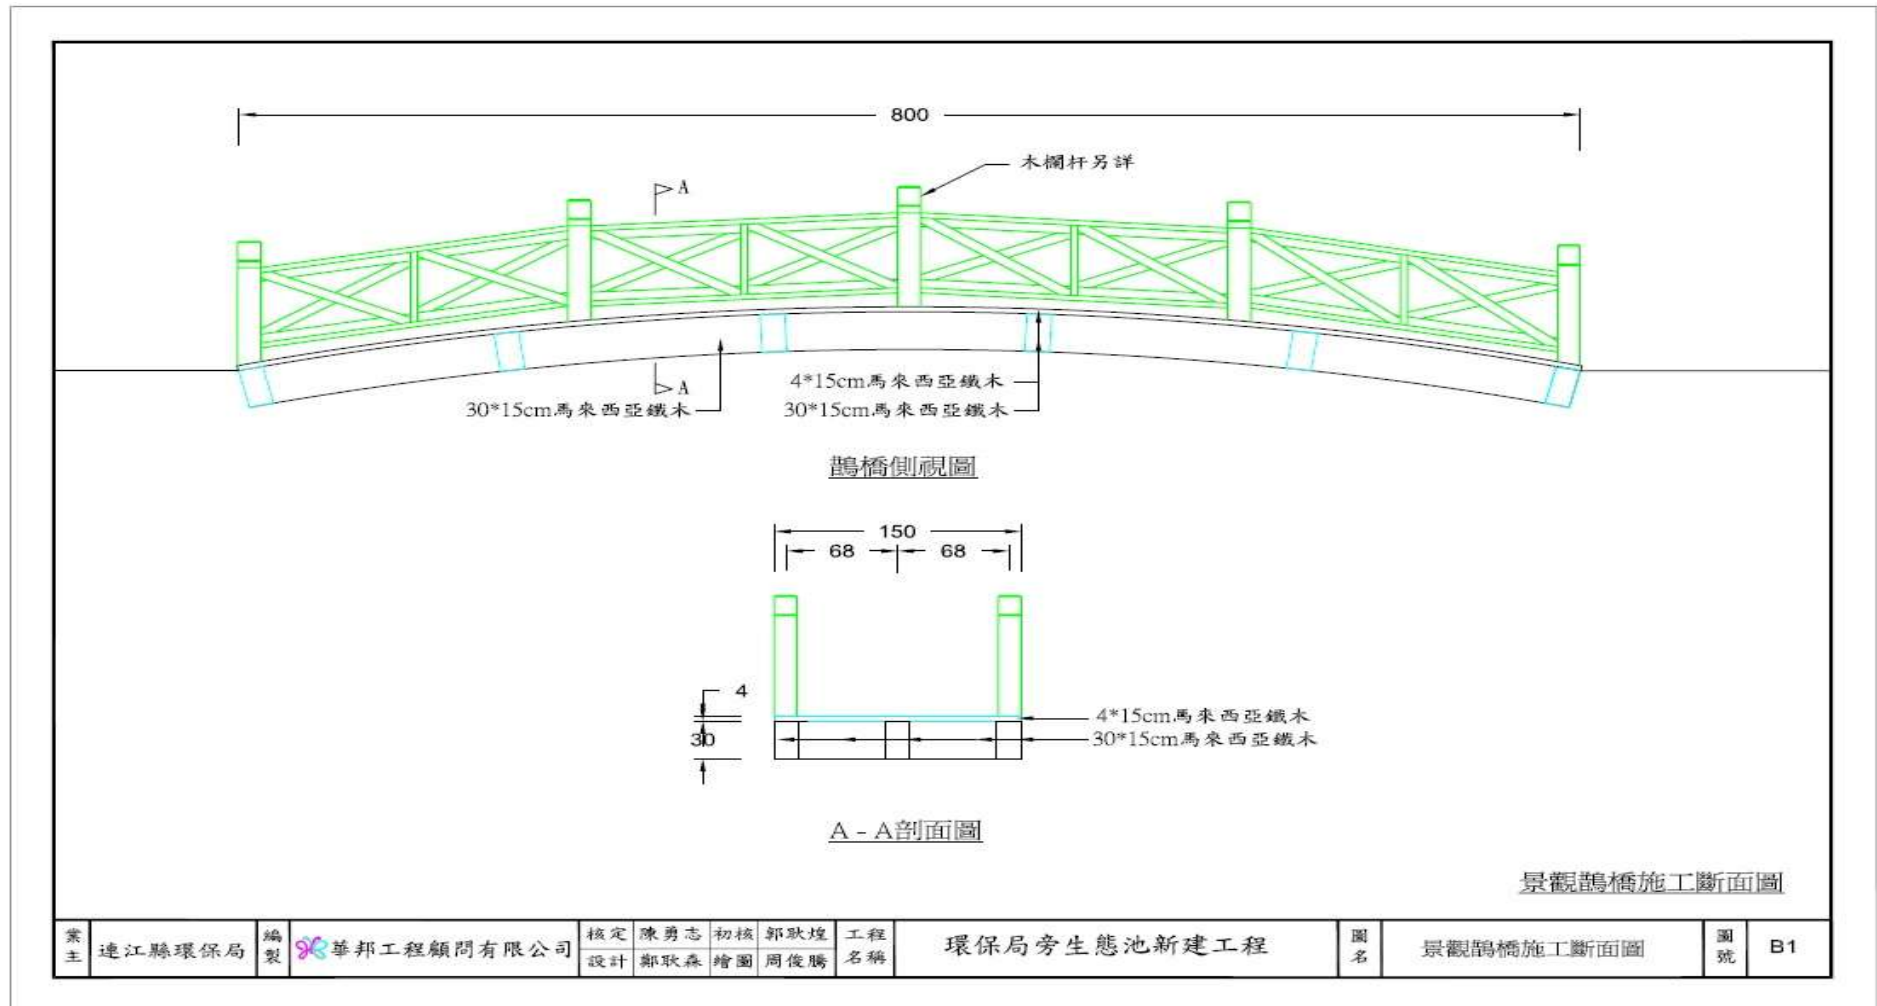 800
木欄杆另詳
A
A
4*15cm馬來西亞鐵木
30*15cm馬來西亞鐵木
30*15cm馬來西亞鐵木
鵲橋側視圖
150
68
68
4
30
4*15cm馬來西亞鐵木
30*15cm馬來西亞鐵木
A - A剖面圖
景觀鵲橋施工斷面圖
業主
連江縣環保局
編製
華邦工程顧問有限公司
核定 陳勇志 初核 郭耿煌
設計 鄭耿森 繪圖 周俊騰
工程名稱
環保局旁生態池新建工程
圖名
景觀鵲橋施工斷面圖
圖號
B1